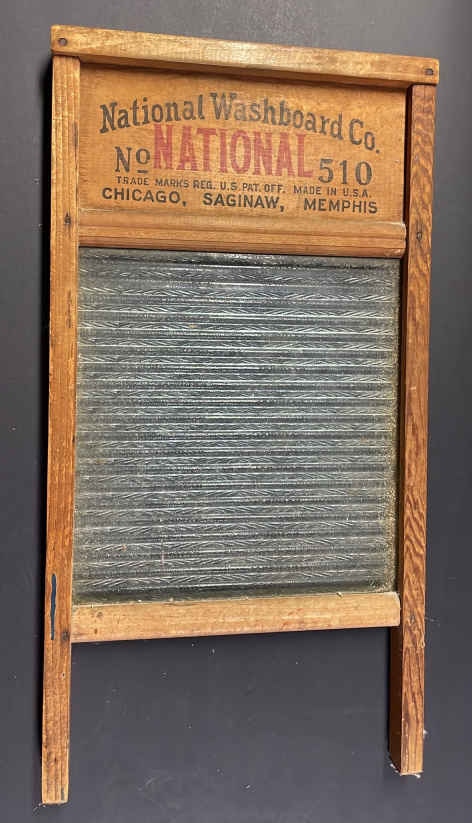 National Washboard Co.
Nº NATIONAL 510
TRADE MARKS REG. U.S. PAT. OFF. MADE IN U.S.A.
CHICAGO, SAGINAW, MEMPHIS